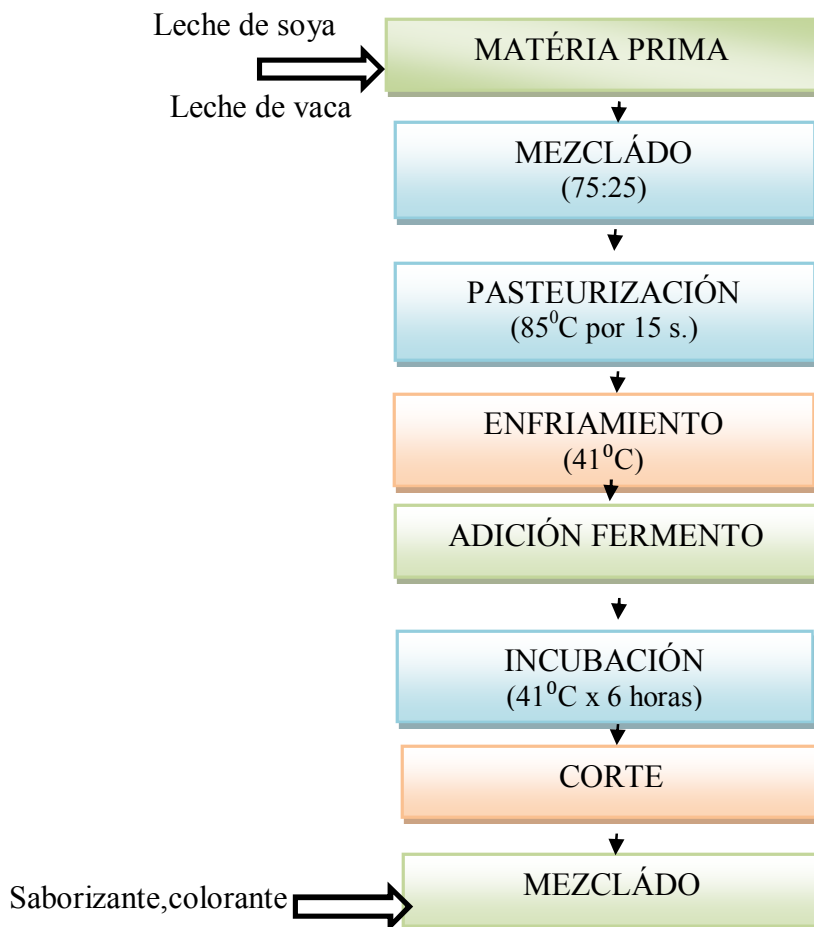 Leche de soya
MATÉRIA PRIMA
Leche de vaca
MEZCLÁDO
(75:25)
PASTEURIZACIÓN
(85⁰C por 15 s.)
ENFRIAMIENTO
(41⁰C)
ADICIÓN FERMENTO
INCUBACIÓN
(41⁰C x 6 horas)
CORTE
MEZCLÁDO
Saborizante,colorante